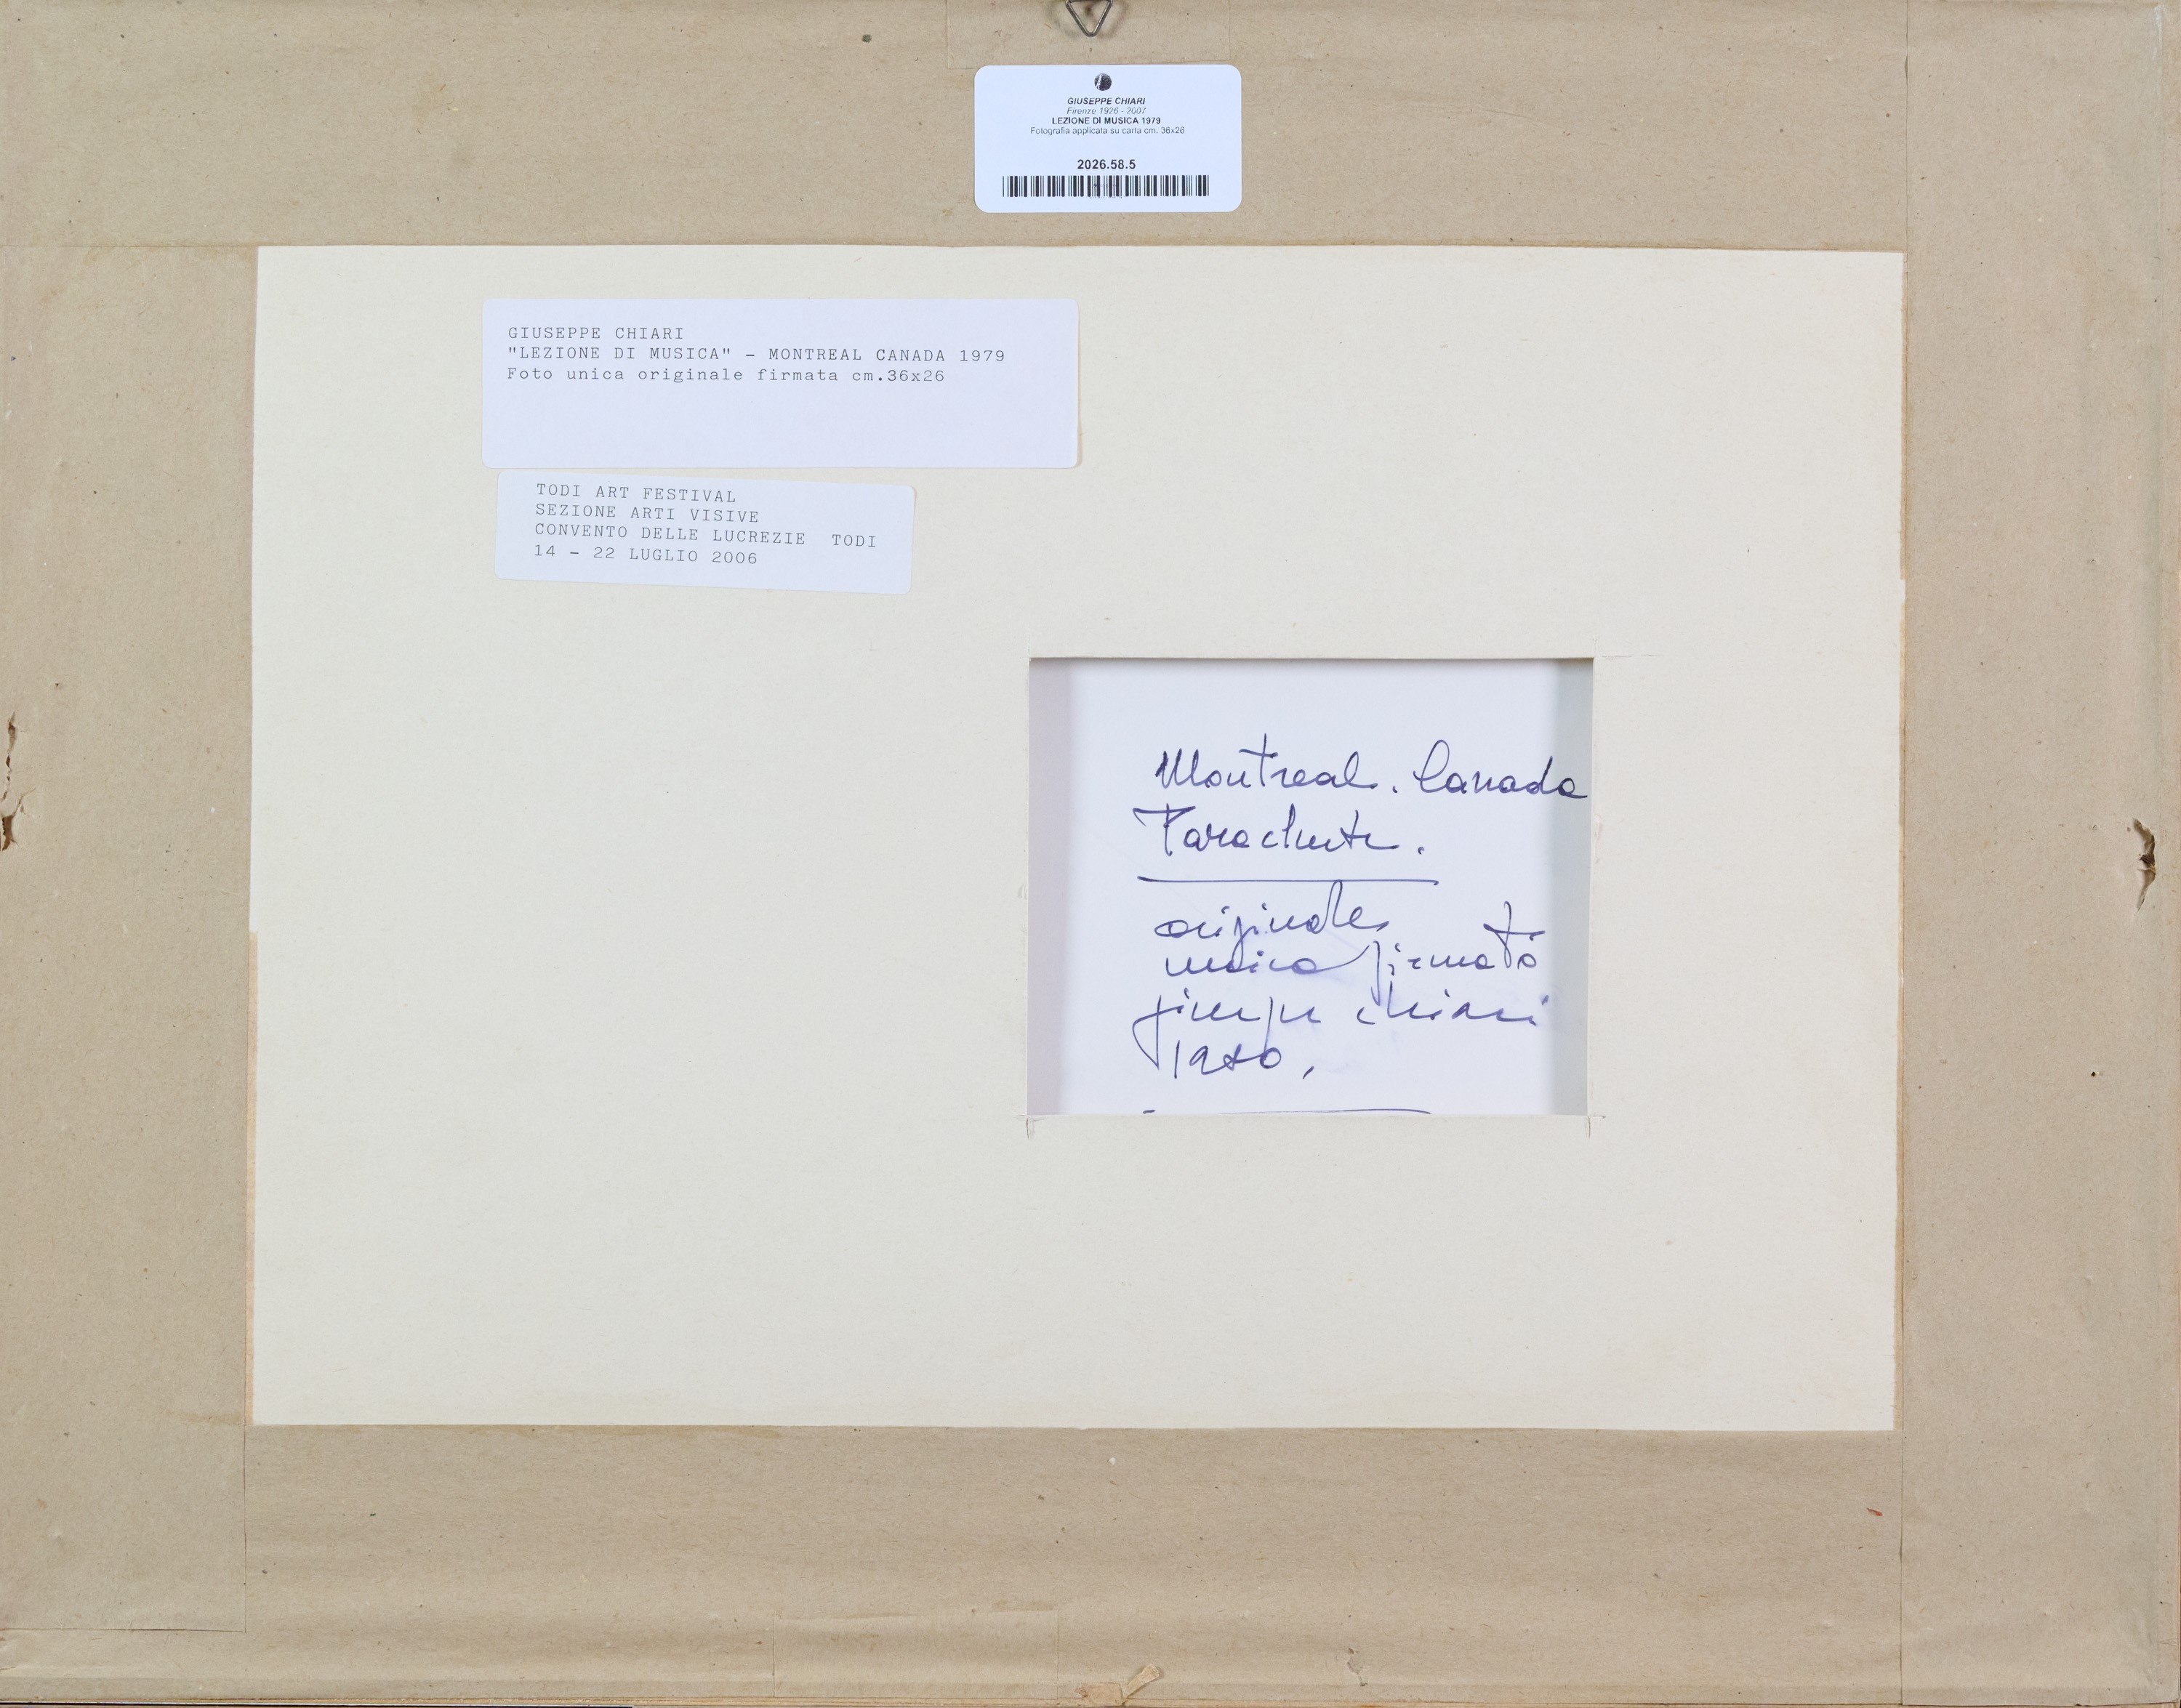 GIUSEPPE CHIARI
Firenze 1926 - 2007
LEZIONE DI MUSICA 1979
Fotografia applicata su carta cm. 36x26
2026.58.5
GIUSEPPE CHIARI
"LEZIONE DI MUSICA" - MONTREAL CANADA 1979
Foto unica originale firmata cm.36x26
TODI ART FESTIVAL
SEZIONE ARTI VISIVE
CONVENTO DELLE LUCREZIE TODI
14 - 22 LUGLIO 2006
Montreal. Canada
Parachute.
originale
unica firmata
giuseppe chiari
1980.